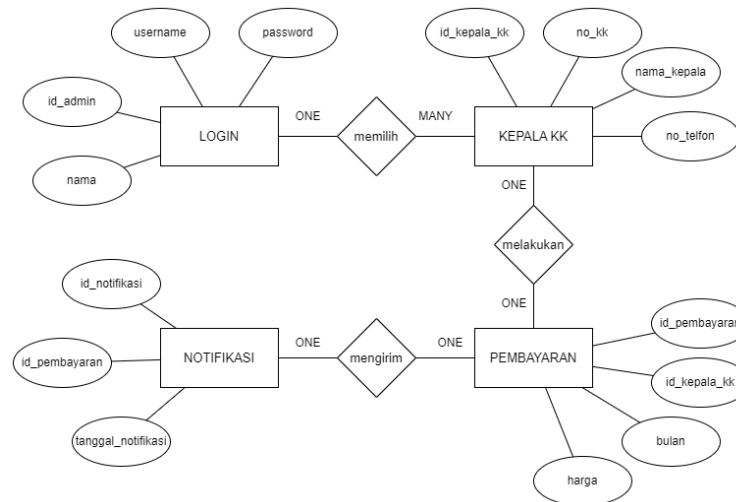 username
password
id_kepala_kk
no_kk
nama_kepala
id_admin
ONE
MANY
LOGIN
memilih
KEPALA KK
no_telfon
nama
ONE
melakukan
id_notifikasi
ONE
id_pembayaran
ONE
ONE
id_pembayaran
NOTIFIKASI
mengirim
PEMBAYARAN
id_kepala_kk
tanggal_notifikasi
bulan
harga